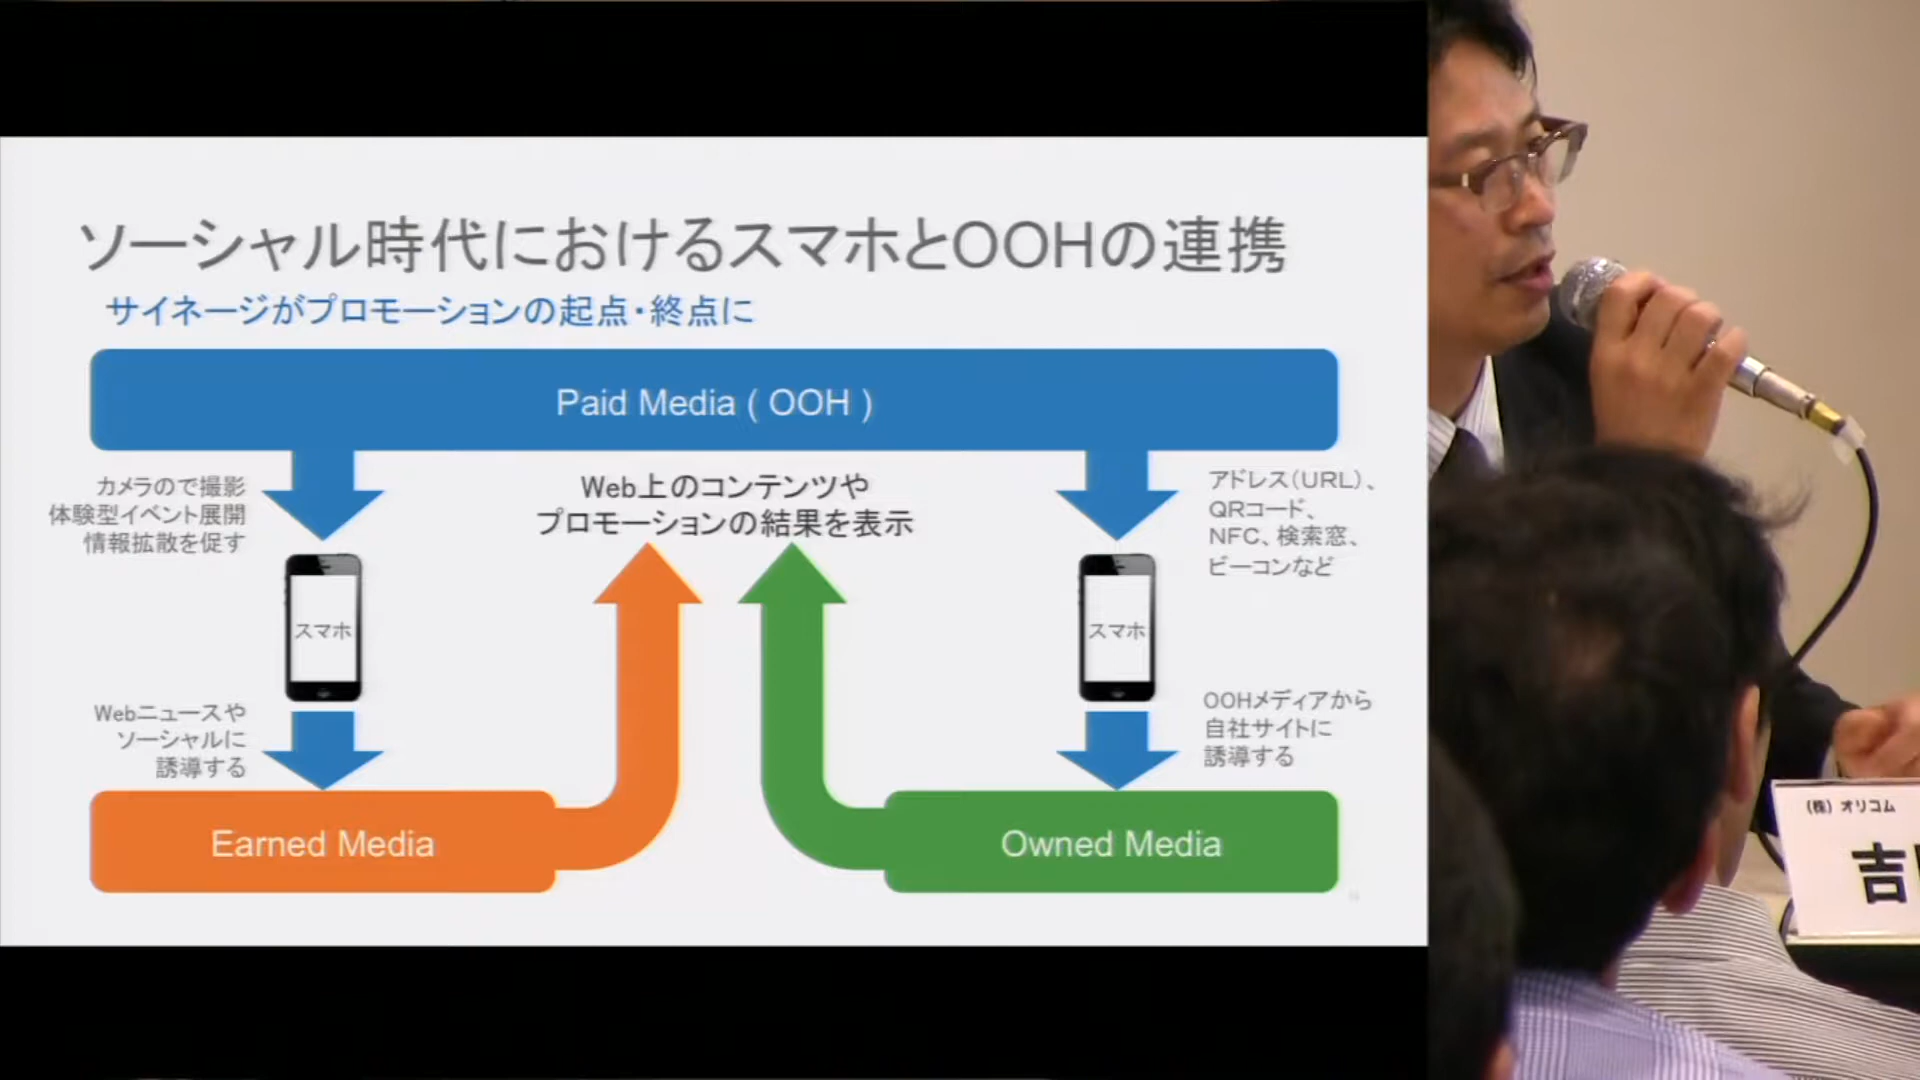 ソーシャル時代におけるスマホとOOHの連携
サイネージがプロモーションの起点・終点に
Paid Media ( OOH )
カメラので撮影
体験型イベント展開
情報拡散を促す
Web上のコンテンツや
プロモーションの結果を表示
アドレス（URL）、
QRコード、
NFC、検索窓、
ビーコンなど
スマホ
スマホ
Webニュースや
ソーシャルに
誘導する
OOHメディアから
自社サイトに
誘導する
Earned Media
Owned Media
（株）オリコム
吉